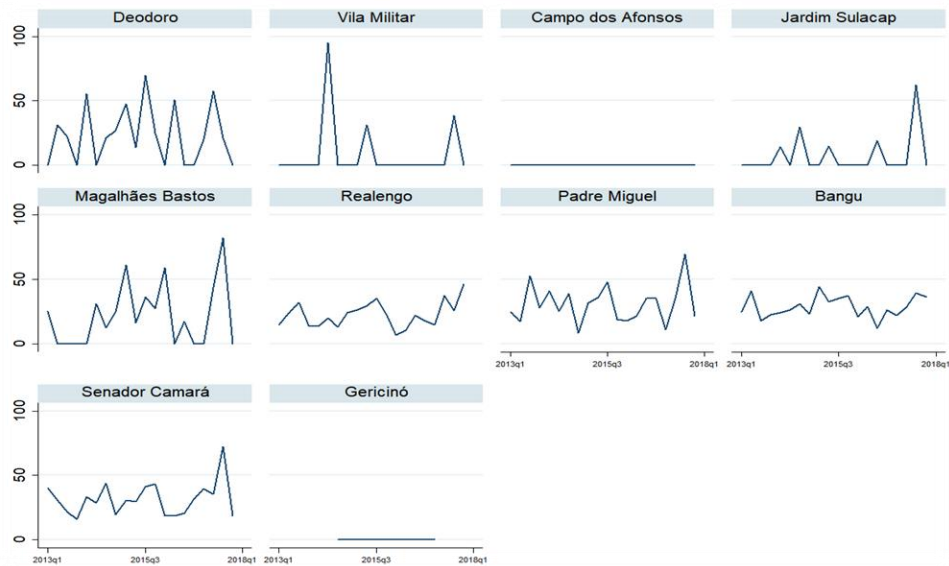 Deodoro Vila Militar Campo dos Afonsos Jardim Sulacap
100
50
0
Magalhães Bastos Realengo Padre Miguel Bangu
100
50
0
2013q1 2015q3 2018q1 2013q1 2015q3 2018q1
Senador Camará Gericinó
100
50
0
2013q1 2015q3 2018q1 2013q1 2015q3 2018q1